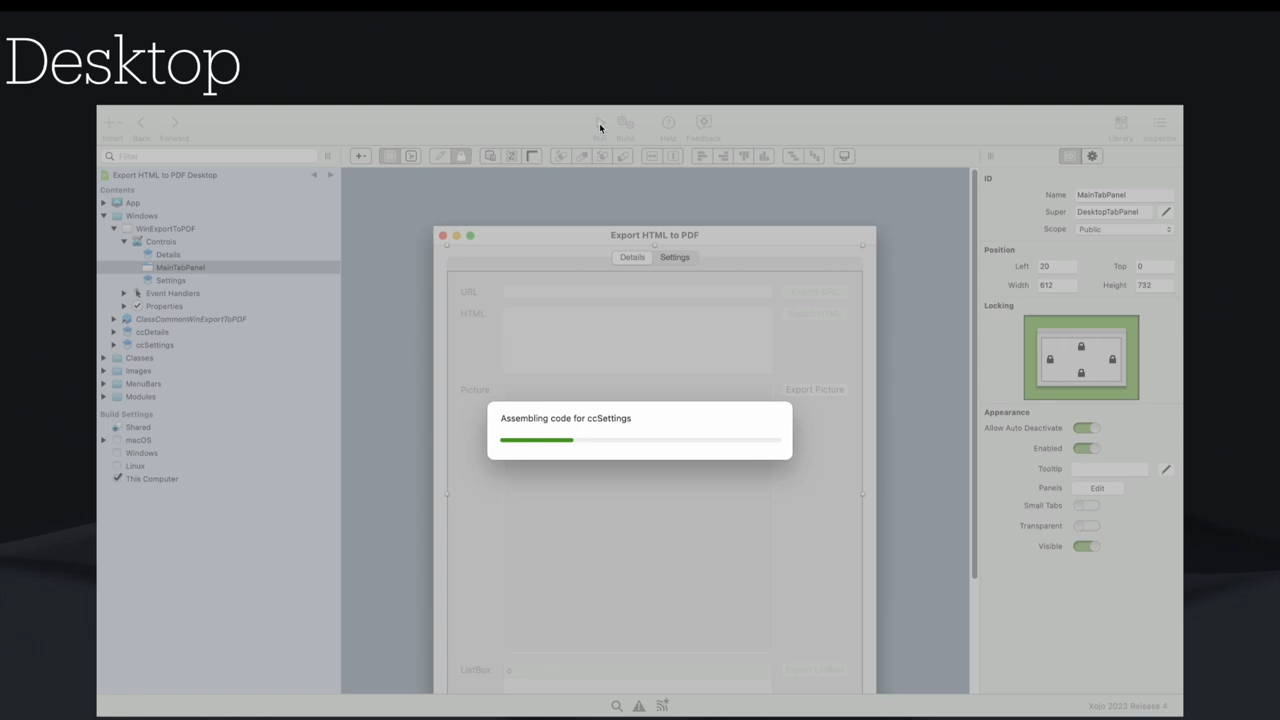 Desktop
Insert
Back
Forward
Run
Build
Help
Feedback
Library
Inspector
Filter
Export HTML to PDF Desktop
Contents
App
Windows
WinExportToPDF
Controls
Details
MainTabPanel
Settings
Event Handlers
Properties
ClassCommonWinExportToPDF
ccDetails
ccSettings
Classes
Images
MenuBars
Modules
Build Settings
Shared
macOS
Windows
Linux
This Computer
Export HTML to PDF
Details
Settings
URL
Export URL
HTML
Export HTML
Picture
Export Picture
Assembling code for ccSettings
ListBox
Export ListBox
ID
Name
MainTabPanel
Super
DesktopTabPanel
Scope
Public
Position
Left
20
Top
0
Width
612
Height
732
Locking
Appearance
Allow Auto Deactivate
Enabled
Tooltip
Panels
Edit
Small Tabs
Transparent
Visible
Xojo 2023 Release 4